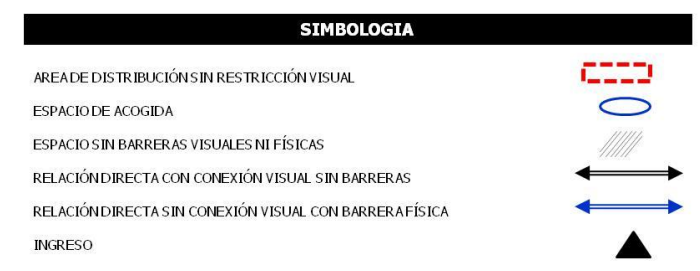 SIMBOLOGIA
AREA DE DISTRIBUCIÓN SIN RESTRICCIÓN VISUAL
ESPACIO DE ACOGIDA
ESPACIO SIN BARRERAS VISUALES NI FÍSICAS
RELACIÓN DIRECTA CON CONEXIÓN VISUAL SIN BARRERAS
RELACIÓN DIRECTA SIN CONEXIÓN VISUAL CON BARRERA FÍSICA
INGRESO